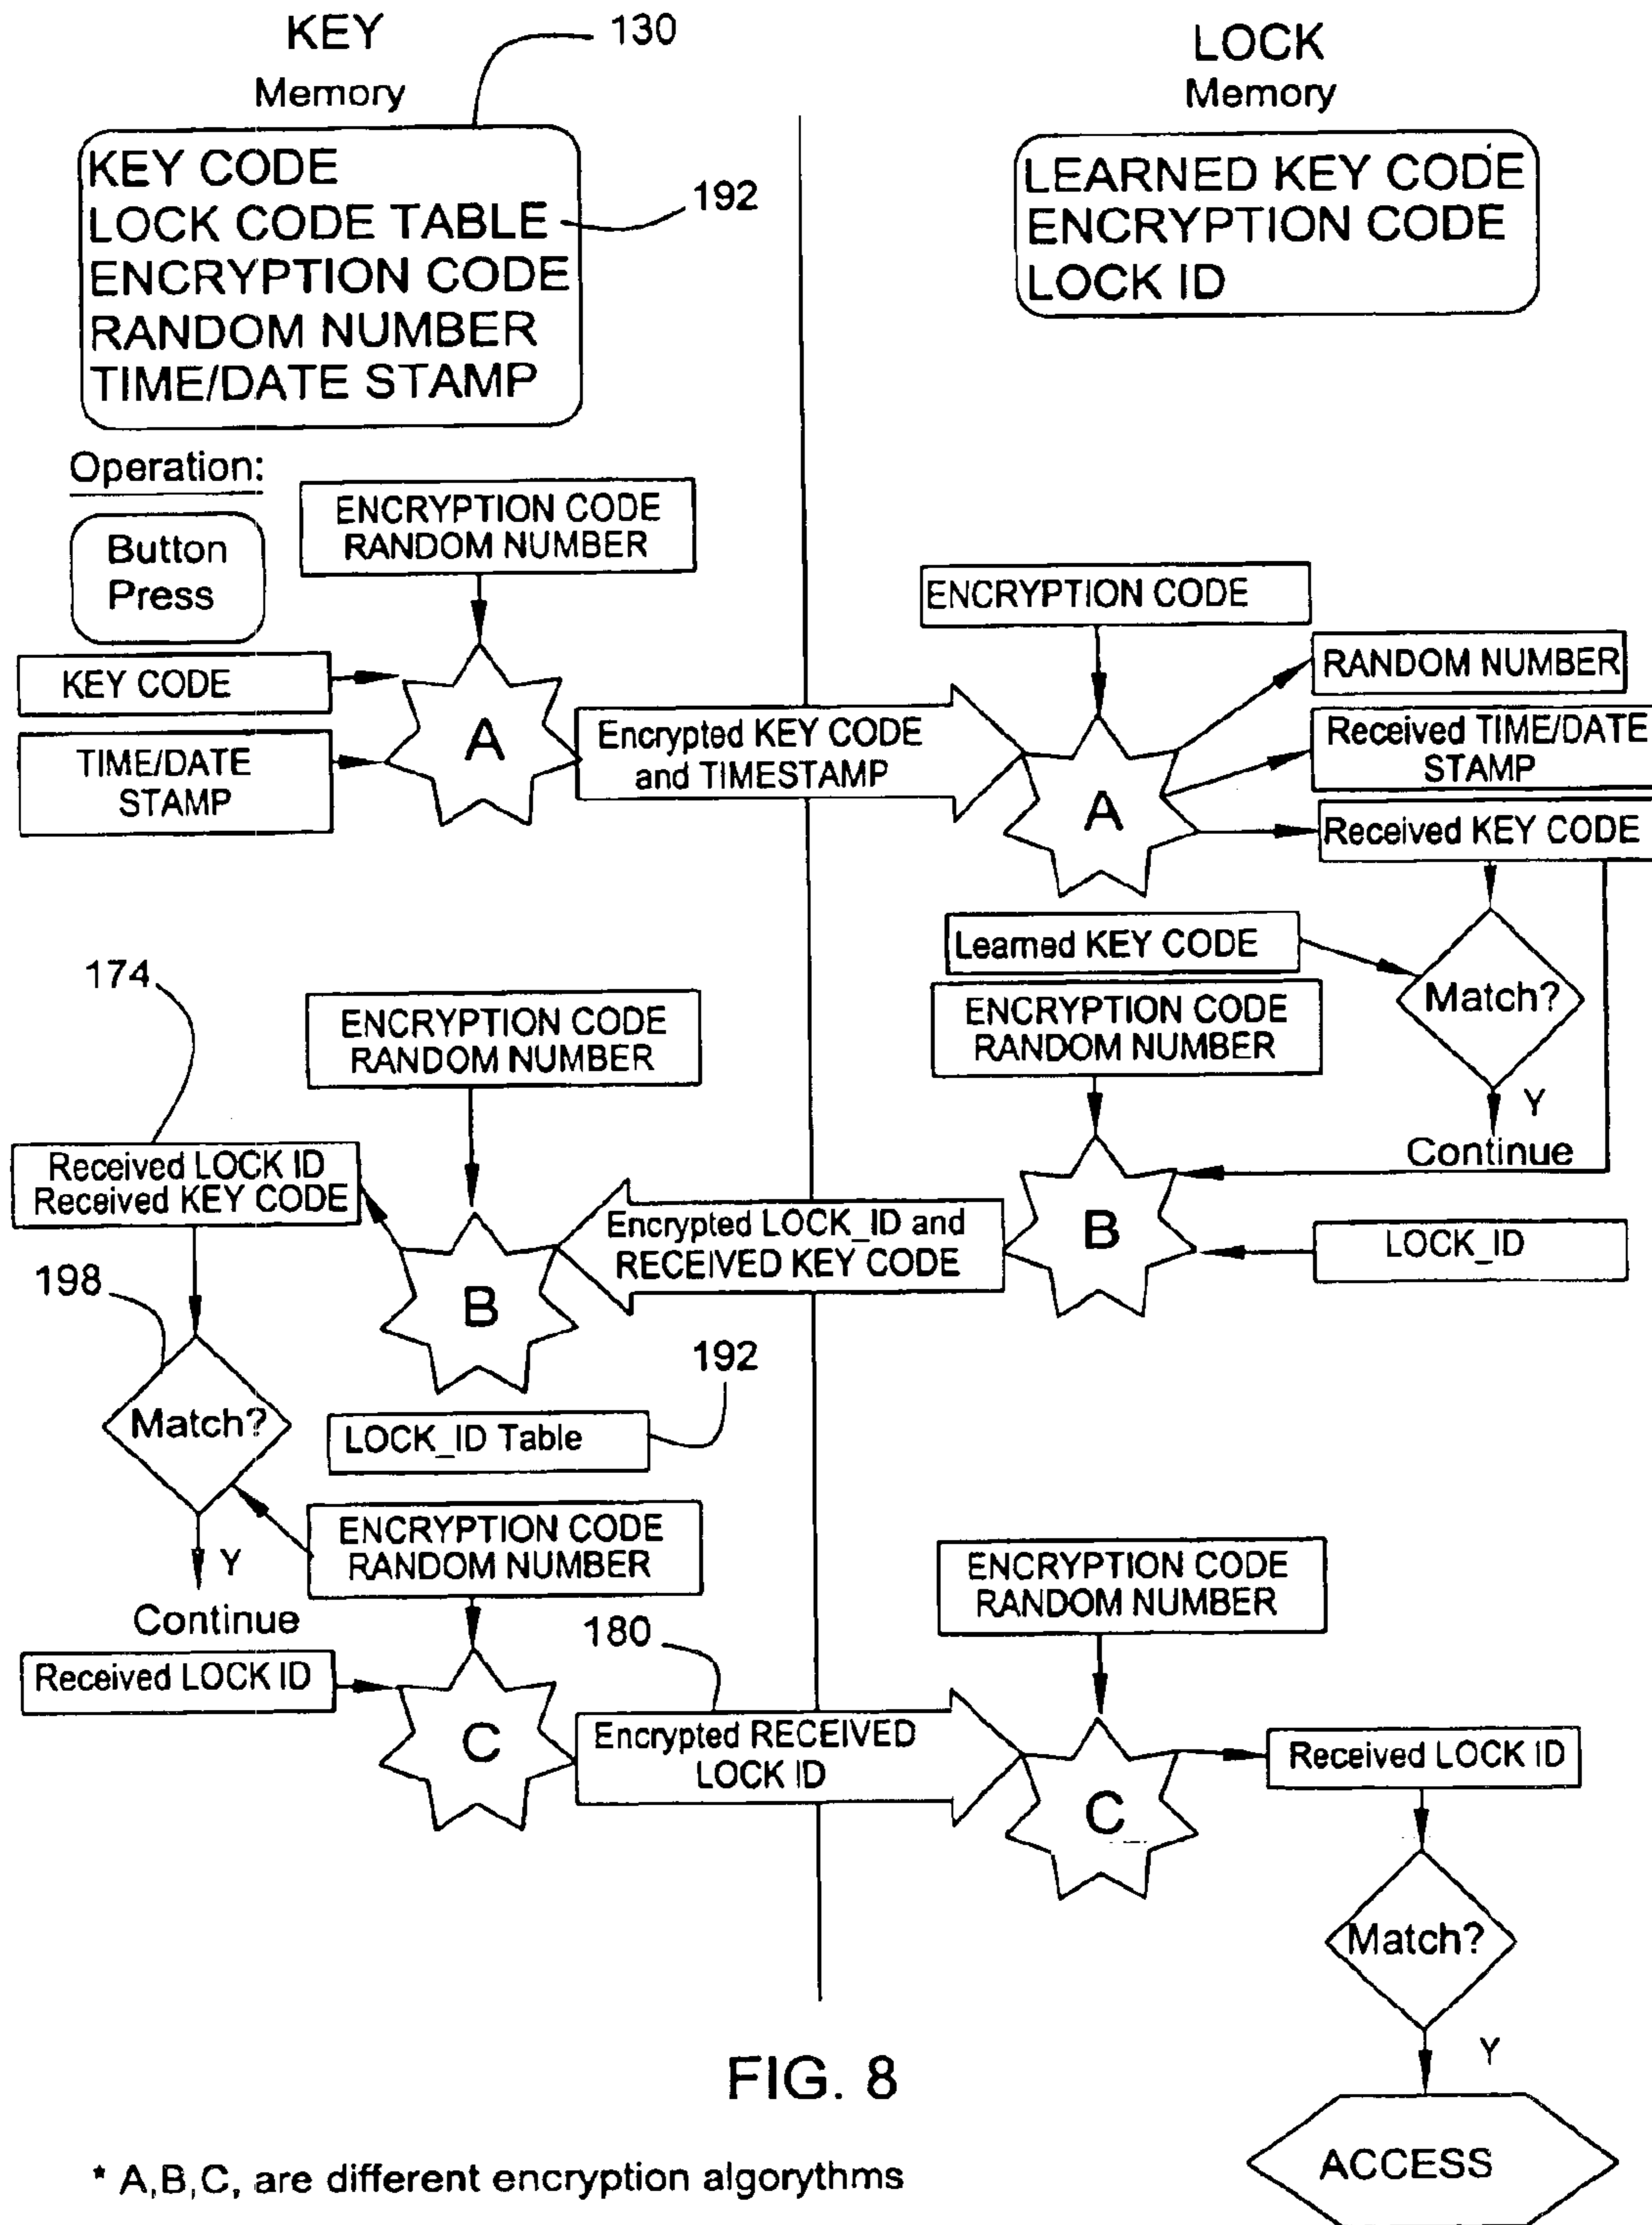 KEY
Memory
130
KEY CODE
LOCK CODE TABLE
192
ENCRYPTION CODE
RANDOM NUMBER
TIME/DATE STAMP
LOCK
Memory
LEARNED KEY CODE
ENCRYPTION CODE
LOCK ID
Operation:
Button
Press
ENCRYPTION CODE
RANDOM NUMBER
KEY CODE
TIME/DATE
STAMP
A
Encrypted KEY CODE
and TIMESTAMP
ENCRYPTION CODE
A
RANDOM NUMBER
Received TIME/DATE
STAMP
Received KEY CODE
Learned KEY CODE
Match?
Y
Continue
ENCRYPTION CODE
RANDOM NUMBER
B
LOCK_ID
Encrypted LOCK_ID and
RECEIVED KEY CODE
ENCRYPTION CODE
RANDOM NUMBER
B
174
Received LOCK ID
Received KEY CODE
198
Match?
192
LOCK_ID Table
Y
Continue
ENCRYPTION CODE
RANDOM NUMBER
Received LOCK ID
C
180
Encrypted RECEIVED
LOCK ID
ENCRYPTION CODE
RANDOM NUMBER
C
Received LOCK ID
Match?
Y
ACCESS
FIG. 8
* A,B,C, are different encryption algorythms